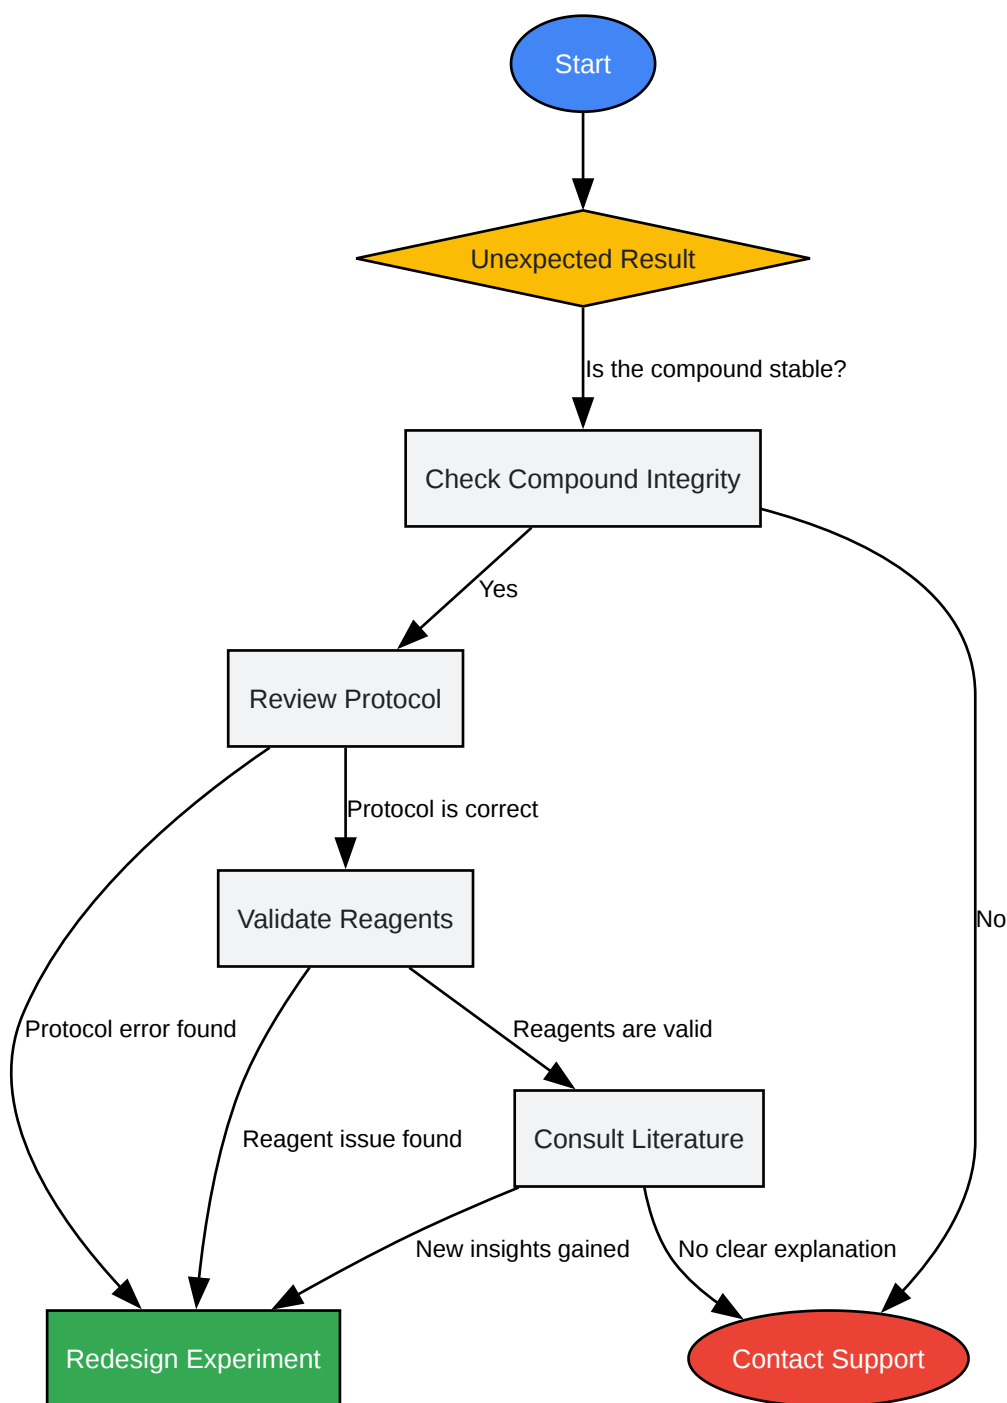 Start
Unexpected Result
Is the compound stable?
Check Compound Integrity
Yes
Review Protocol
Protocol is correct
Validate Reagents
No
Protocol error found
Reagents are valid
Reagent issue found
Consult Literature
New insights gained
No clear explanation
Redesign Experiment
Contact Support